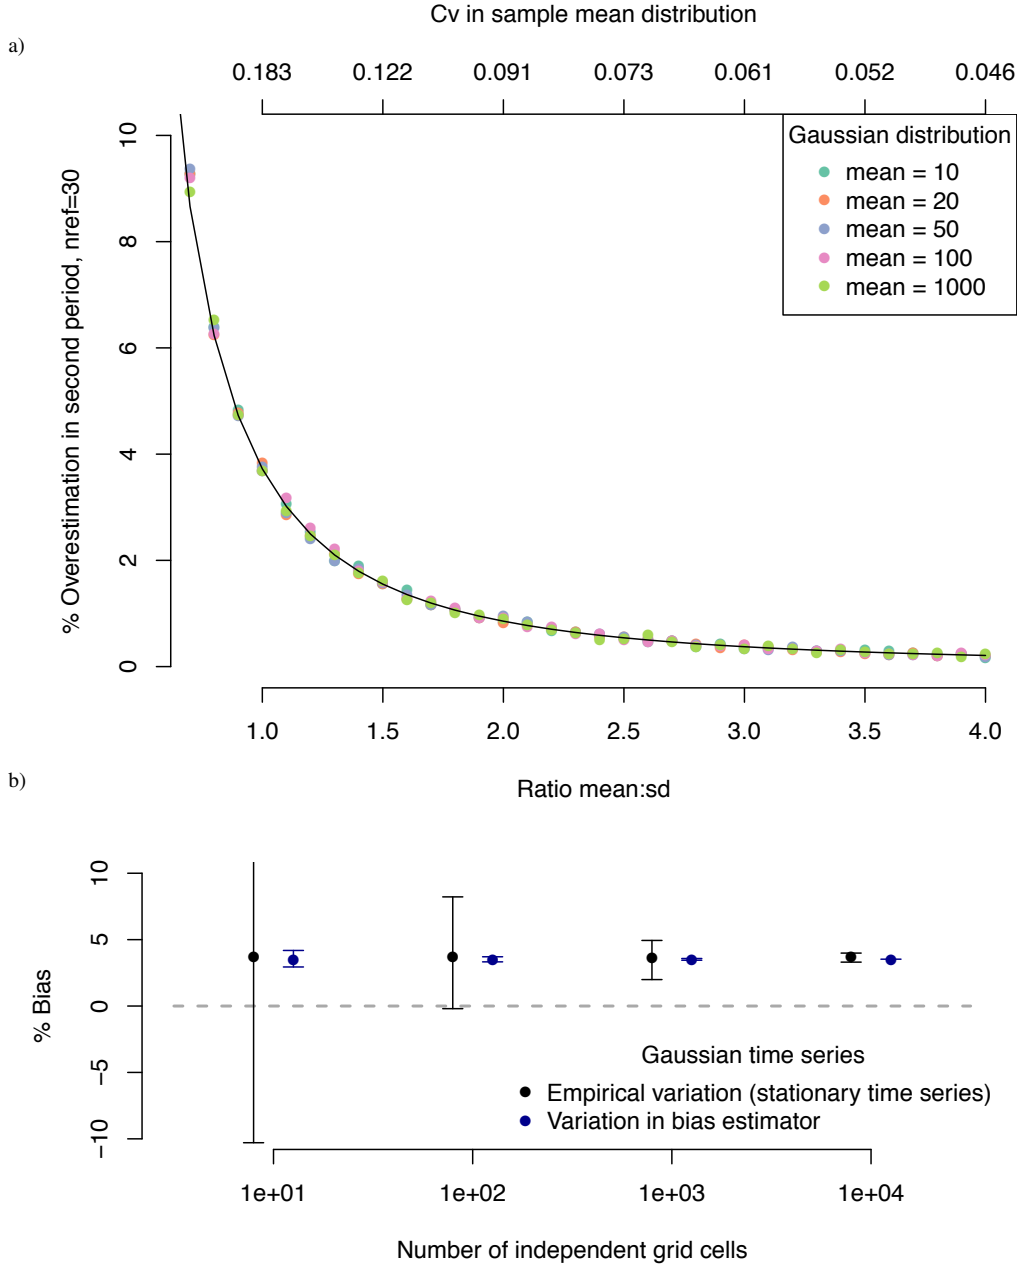 Cv in sample mean distribution
a)
0.183 0.122 0.091 0.073 0.061 0.052 0.046
% Overestimation in second period, nref=30
10
8
6
4
2
0
Gaussian distribution
mean = 10
mean = 20
mean = 50
mean = 100
mean = 1000
1.0 1.5 2.0 2.5 3.0 3.5 4.0
Ratio mean:sd
b)
% Bias
10
5
0
−5
−10
Gaussian time series
Empirical variation (stationary time series)
Variation in bias estimator
1e+01 1e+02 1e+03 1e+04
Number of independent grid cells